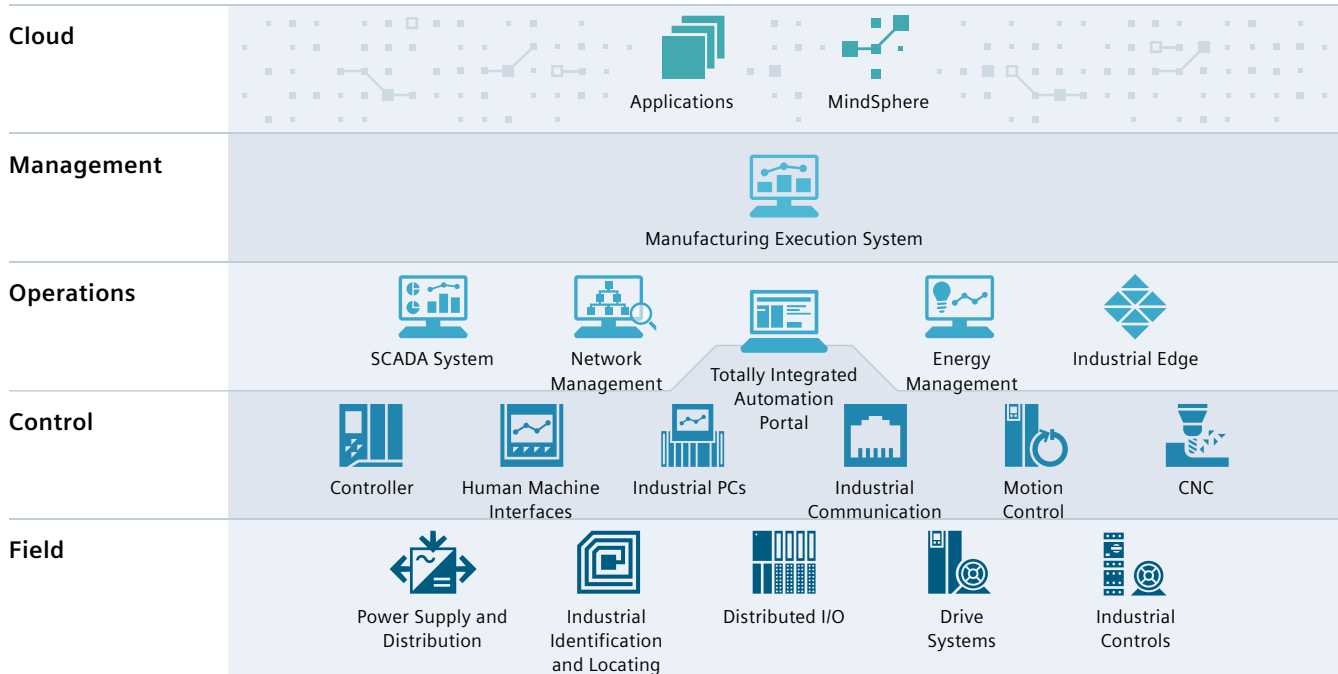 Cloud
Applications
MindSphere
Management
Manufacturing Execution System
Operations
SCADA System
Network
Management
Totally Integrated
Automation
Portal
Energy
Management
Industrial Edge
Control
Controller
Human Machine
Interfaces
Industrial PCs
Industrial
Communication
Motion
Control
CNC
Field
Power Supply and
Distribution
Industrial
Identification
and Locating
Distributed I/O
Drive
Systems
Industrial
Controls